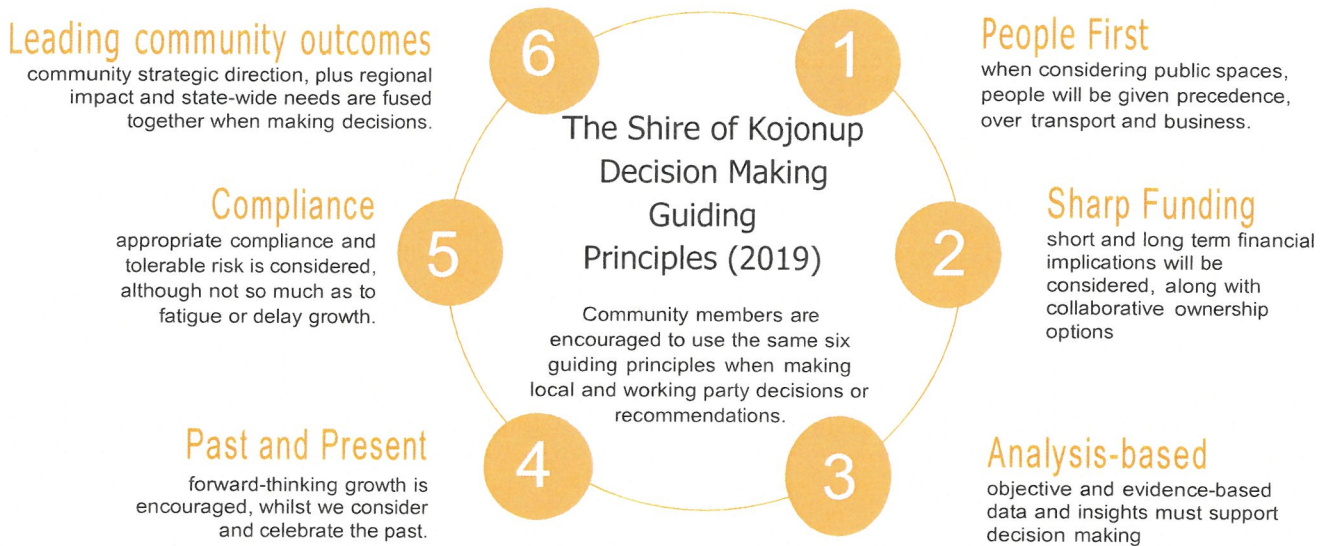 The Shire of Kojonup
Decision Making
Guiding
Principles (2019)
Community members are
encouraged to use the same six
guiding principles when making
local and working party decisions or
recommendations.
1
People First
when considering public spaces,
people will be given precedence,
over transport and business.
2
Sharp Funding
short and long term financial
implications will be
considered, along with
collaborative ownership
options
3
Analysis-based
objective and evidence-based
data and insights must support
decision making
4
Past and Present
forward-thinking growth is
encouraged, whilst we consider
and celebrate the past.
5
Compliance
appropriate compliance and
tolerable risk is considered,
although not so much as to
fatigue or delay growth.
6
Leading community outcomes
community strategic direction, plus regional
impact and state-wide needs are fused
together when making decisions.